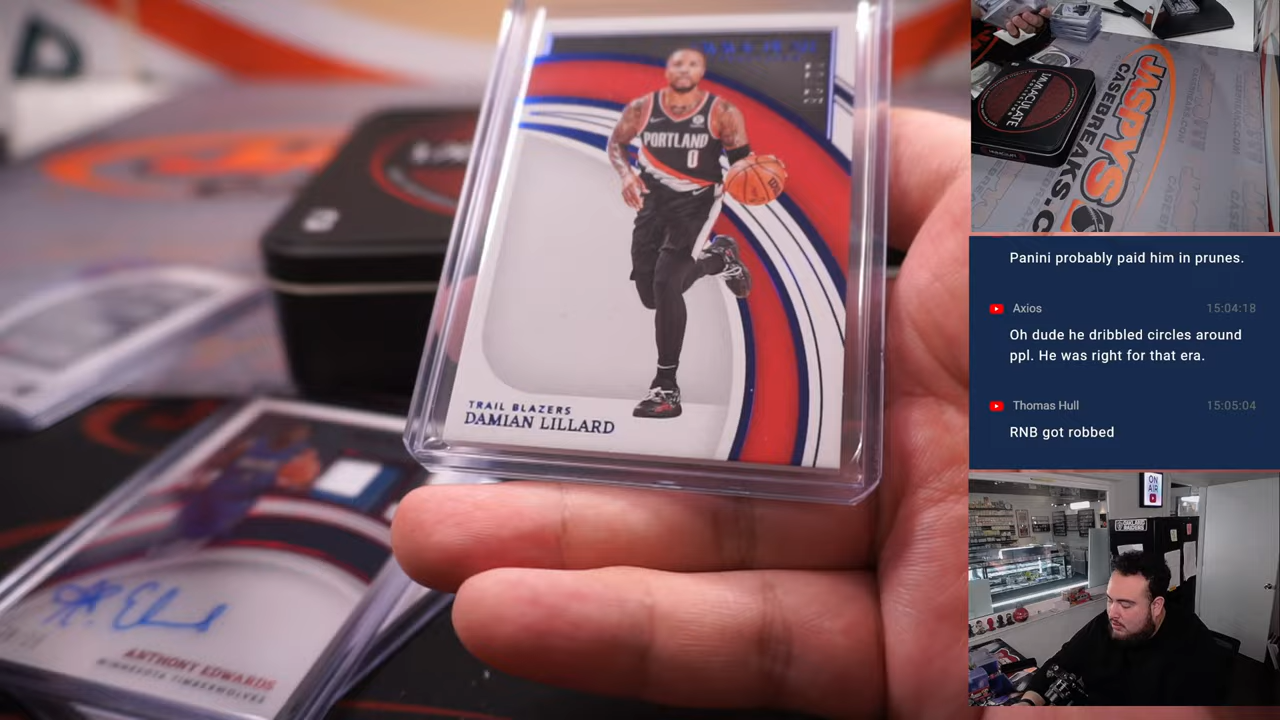 PORTLAND
0
TRAIL BLAZERS
DAMIAN LILLARD
ANTHONY EDWARDS
MINNESOTA TIMBERWOLVES
IMMACULATE
JASPYS
CASEBREAKS.C
Panini probably paid him in prunes.
Axios
15:04:18
Oh dude he dribbled circles around
ppl. He was right for that era.
Thomas Hull
15:05:04
RNB got robbed
ON
AIR